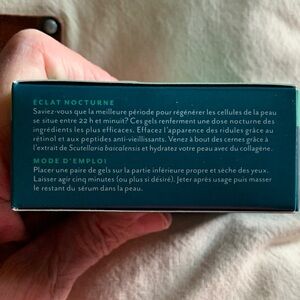 ÉCLAT NOCTURNE
Saviez-vous que la meilleure période pour régénérer les cellules de la peau
se situe entre 22 h et minuit? Ces gels renferment une dose nocturne des
ingrédients les plus efficaces. Effacez l'apparence des ridules grâce au
rétinol et aux peptides anti-vieillissants. Venez à bout des cernes grâce à
l'extrait de Scutellaria baicalensis et hydratez votre peau avec du collagène.
MODE D'EMPLOI
Placer une paire de gels sur la partie inférieure propre et sèche des yeux.
Laisser agir cinq minutes (ou plus si désiré). Jeter après usage puis masser
le restant du sérum dans la peau.